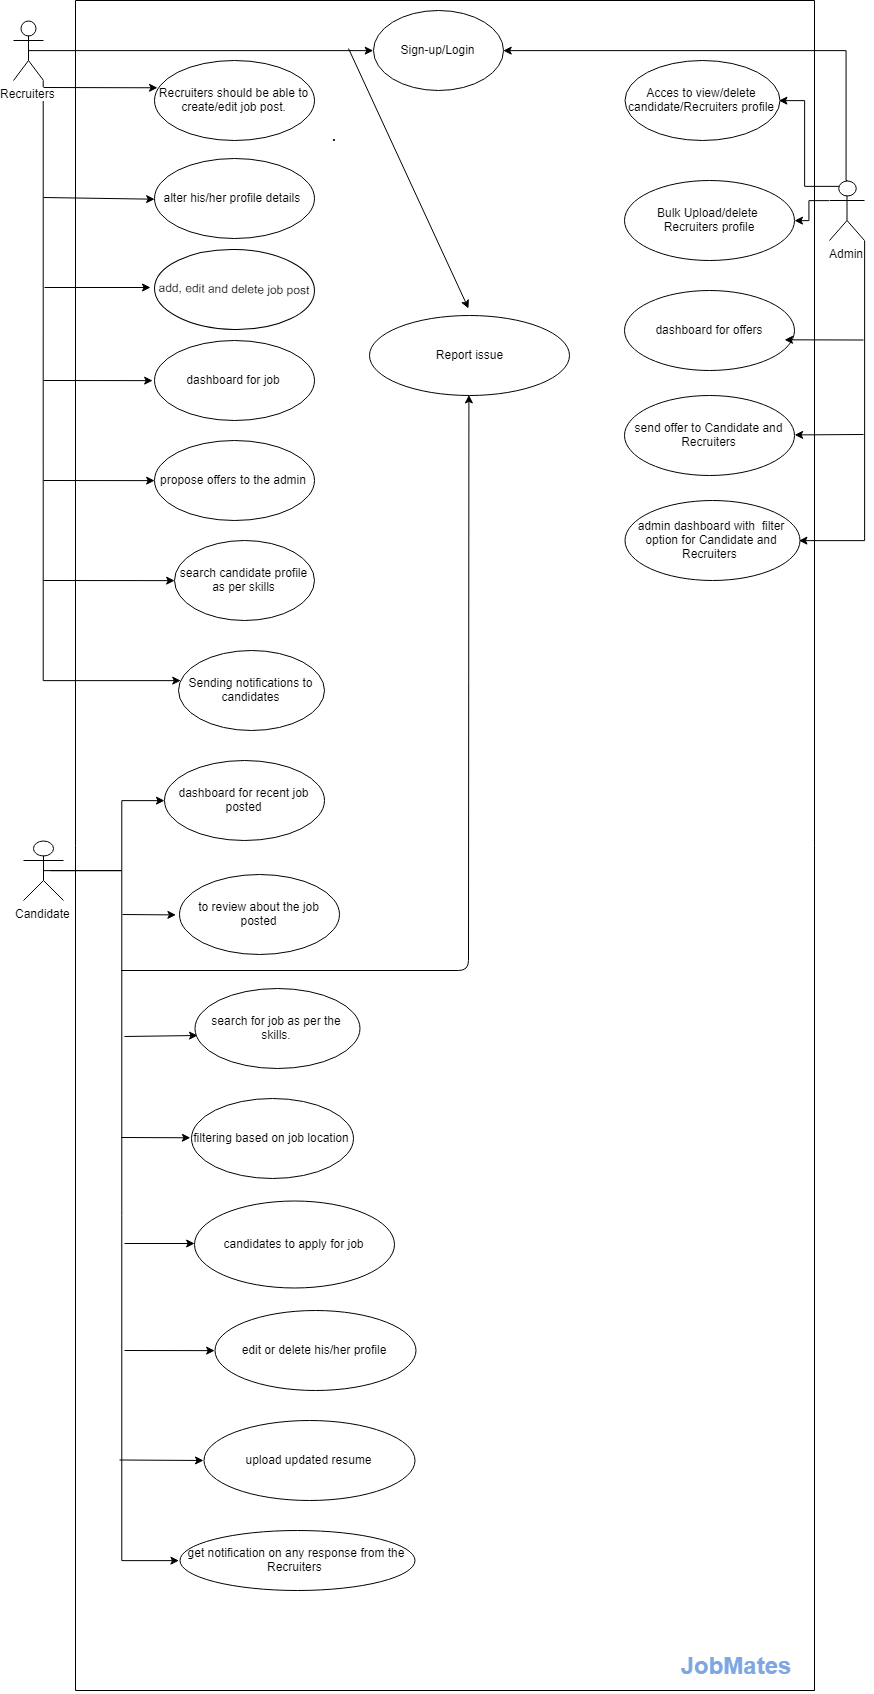 Sign-up/Login
Recruiters
Recruiters should be able to
create/edit job post.
Acces to view/delete
candidate/Recruiters profile
alter his/her profile details
Bulk Upload/delete
Recruiters profile
Admin
add, edit and delete job post
dashboard for offers
Report issue
dashboard for job
send offer to Candidate and
Recruiters
propose offers to the admin
admin dashboard with filter
option for Candidate and
Recruiters
search candidate profile
as per skills
Sending notifications to
candidates
dashboard for recent job
posted
Candidate
to review about the job
posted
search for job as per the
skills.
filtering based on job location
candidates to apply for job
edit or delete his/her profile
upload updated resume
get notification on any response from the
Recruiters
JobMates